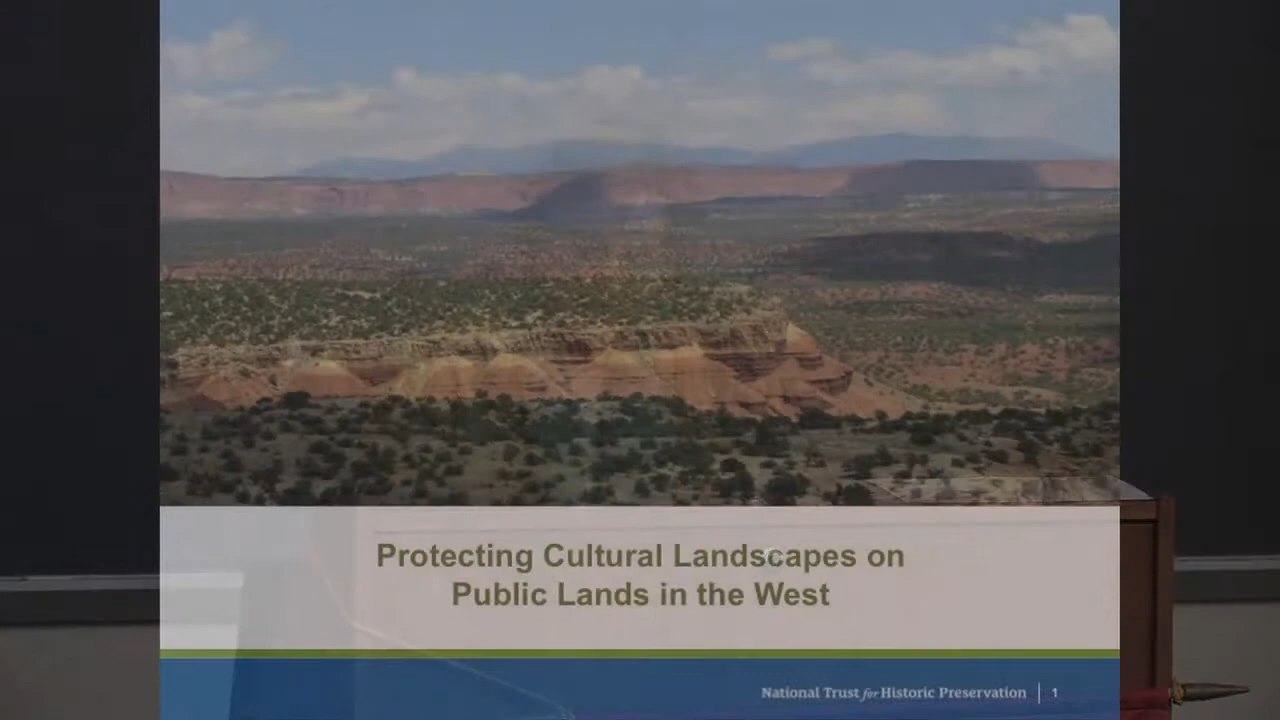 Protecting Cultural Landscapes on
Public Lands in the West
National Trust for Historic Preservation | 1